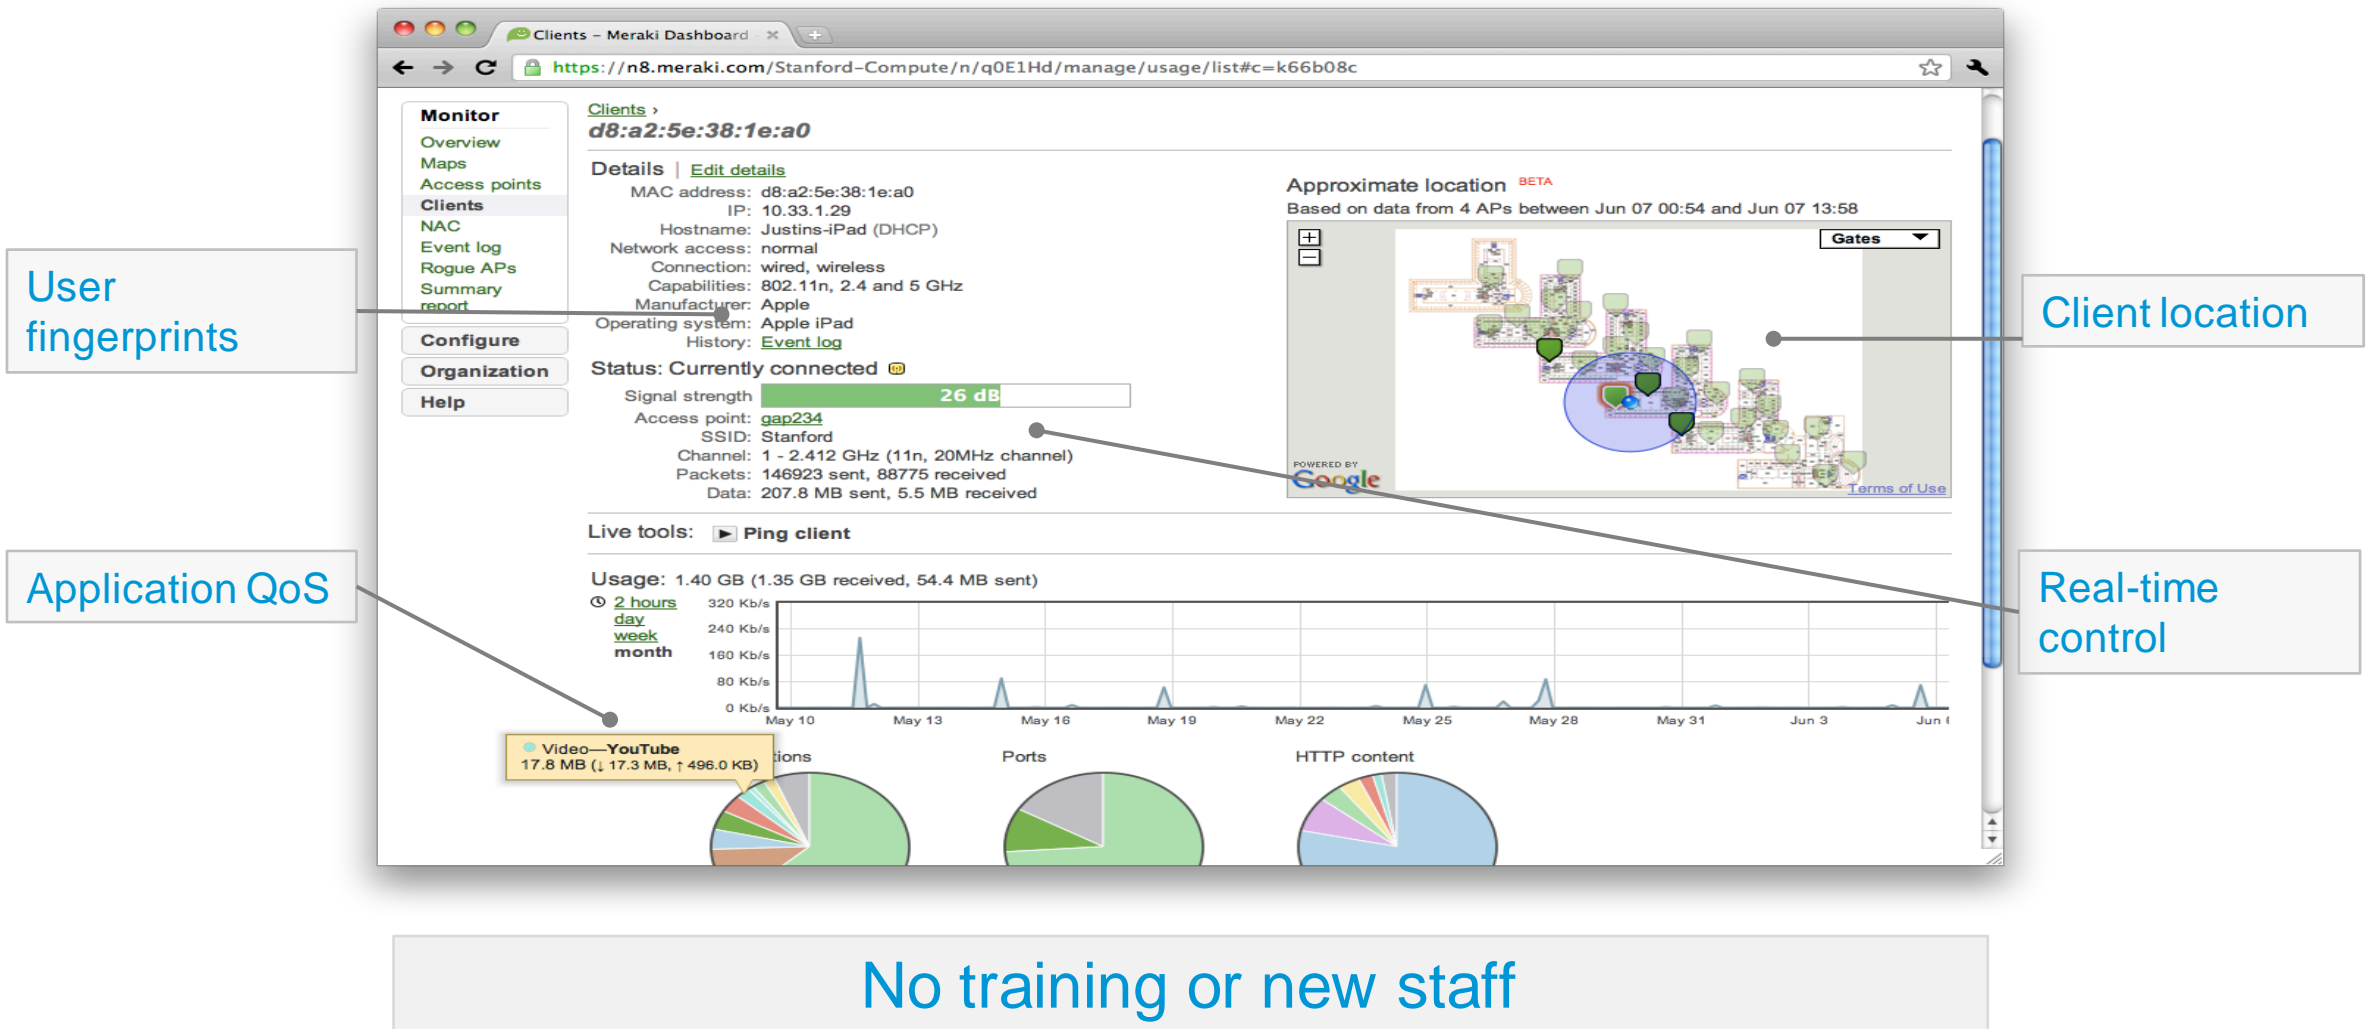 Clients – Meraki Dashboard
https://n8.meraki.com/Stanford-Compute/n/q0E1Hd/manage/usage/list#c=k66b08c
Monitor
Overview
Maps
Access points
Clients
NAC
Event log
Rogue APs
Summary
report
Configure
Organization
Help
Clients ›
d8:a2:5e:38:1e:a0
Details | Edit details
MAC address: d8:a2:5e:38:1e:a0
IP: 10.33.1.29
Hostname: Justins-iPad (DHCP)
Network access: normal
Connection: wired, wireless
Capabilities: 802.11n, 2.4 and 5 GHz
Manufacturer: Apple
Operating system: Apple iPad
History: Event log
Status: Currently connected
Signal strength 26 dB
Access point: gap234
SSID: Stanford
Channel: 1 - 2.412 GHz (11n, 20MHz channel)
Packets: 146923 sent, 88775 received
Data: 207.8 MB sent, 5.5 MB received
Approximate location BETA
Based on data from 4 APs between Jun 07 00:54 and Jun 07 13:58
Gates
POWERED BY
Google
Terms of Use
Live tools: Ping client
Usage: 1.40 GB (1.35 GB received, 54.4 MB sent)
2 hours
day
week
month
320 Kb/s
240 Kb/s
160 Kb/s
80 Kb/s
0 Kb/s
May 10 May 13 May 16 May 19 May 22 May 25 May 28 May 31 Jun 3 Jun
Video—YouTube
17.8 MB (↓ 17.3 MB, ↑ 496.0 KB)
tions
Ports
HTTP content
User
fingerprints
Application QoS
Client location
Real-time
control
No training or new staff